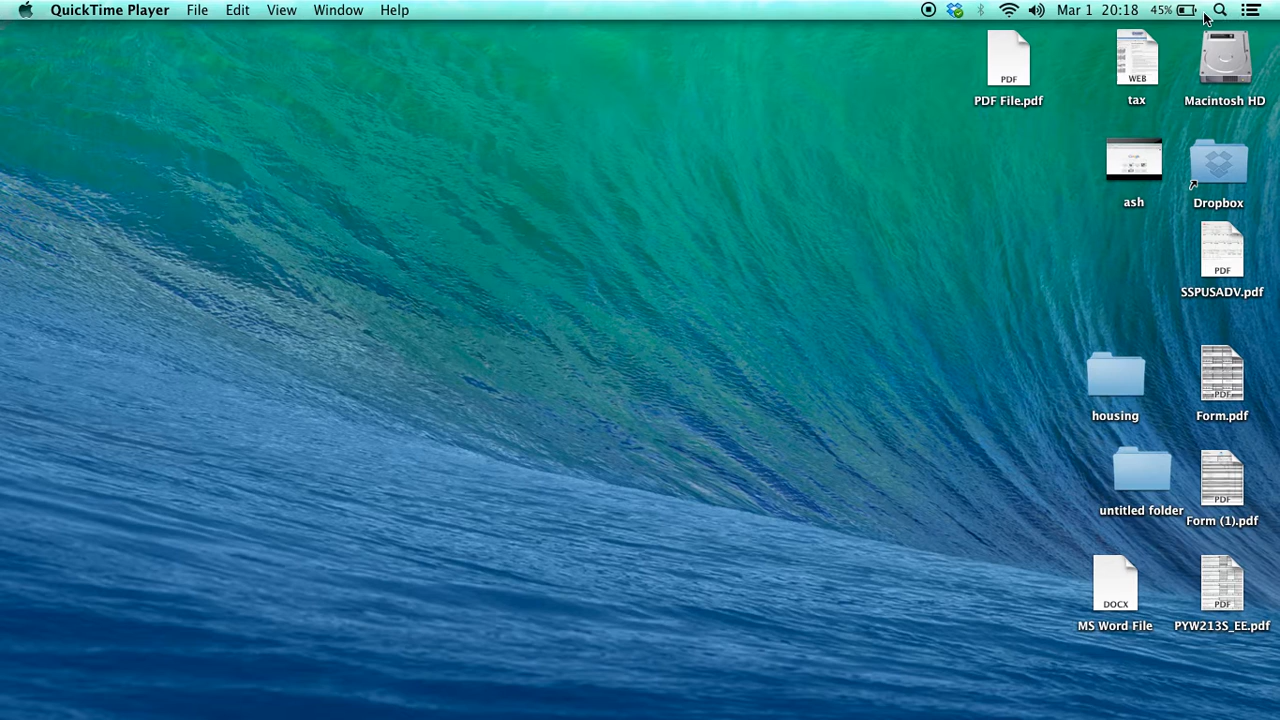 QuickTime Player File Edit View Window Help Mar 1 20:18 45%
PDF
PDF File.pdf
WEB
tax
Macintosh HD
ash
Dropbox
PDF
SSPUSADV.pdf
housing
PDF
Form.pdf
untitled folder
PDF
Form (1).pdf
DOCX
MS Word File
PDF
PYW213S_EE.pdf